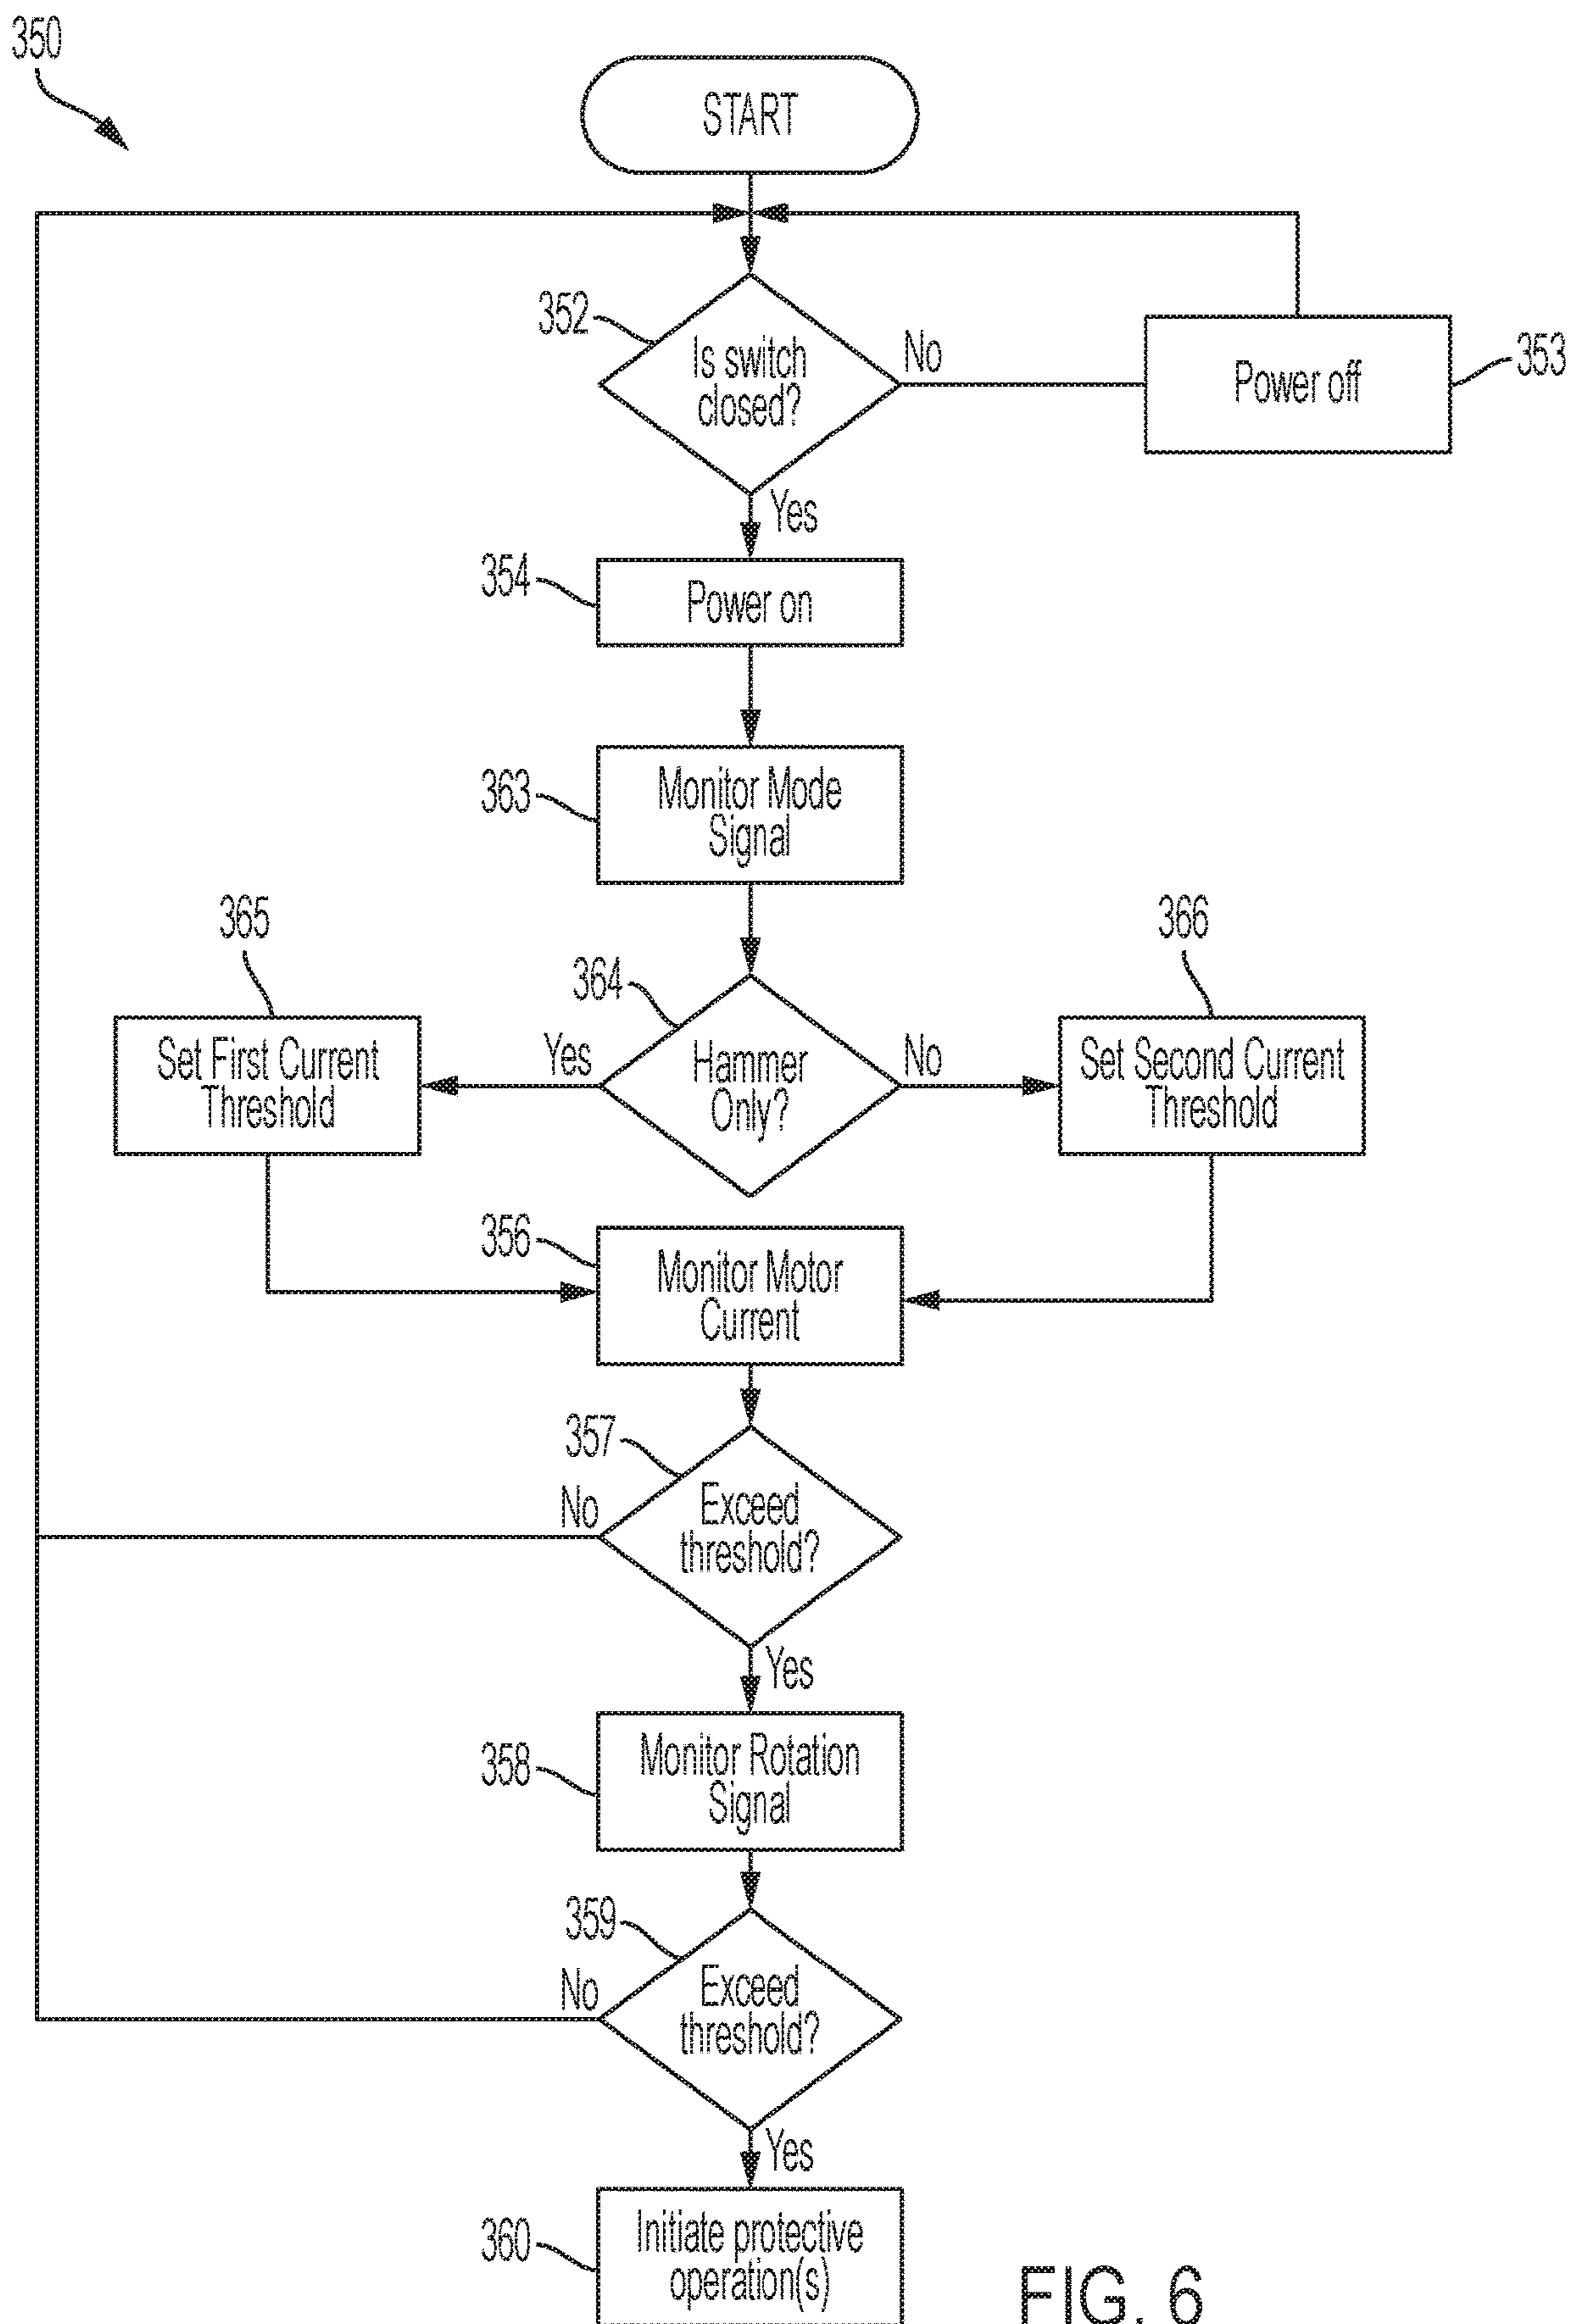 350
START
352
Is switch
closed?
No
Power off
353
Yes
354
Power on
363
Monitor Mode
Signal
365
366
364
Set First Current
Threshold
Yes
Hammer
Only?
No
Set Second Current
Threshold
356
Monitor Motor
Current
357
No
Exceed
threshold?
Yes
358
Monitor Rotation
Signal
359
No
Exceed
threshold?
Yes
360
Initiate protective
operation(s)
FIG. 6